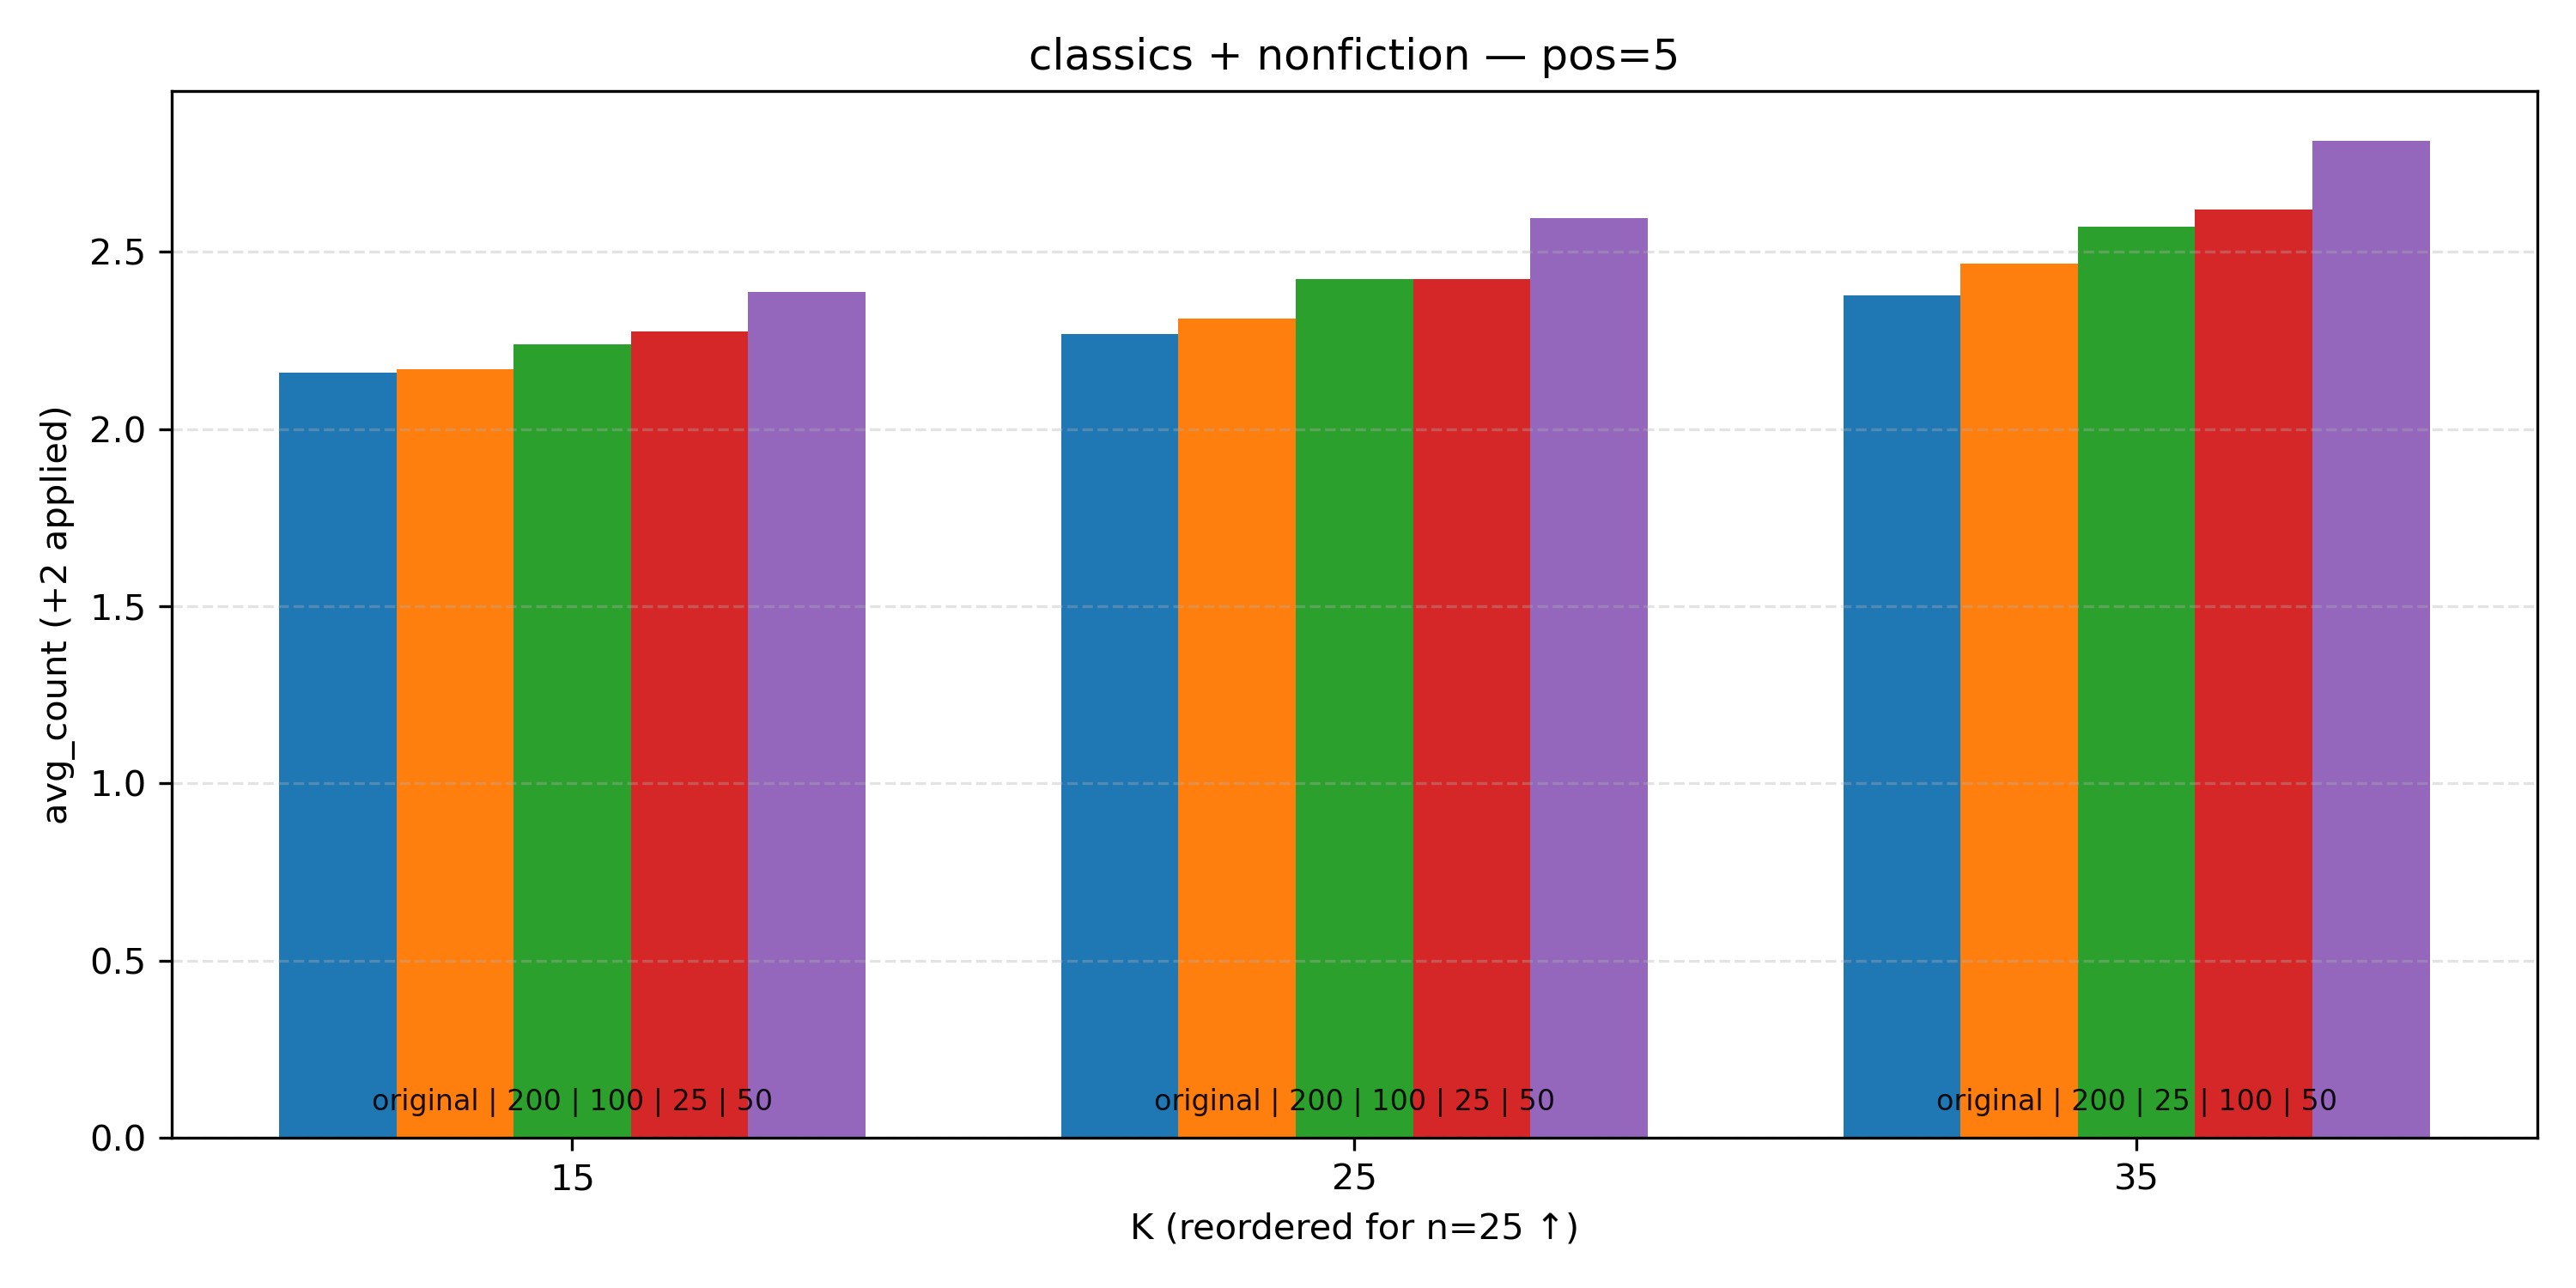 classics + nonfiction — pos=5
avg_count (+2 applied)
2.5
2.0
1.5
1.0
0.5
0.0
original | 200 | 100 | 25 | 50
original | 200 | 100 | 25 | 50
original | 200 | 25 | 100 | 50
15
25
35
K (reordered for n=25 ↑)